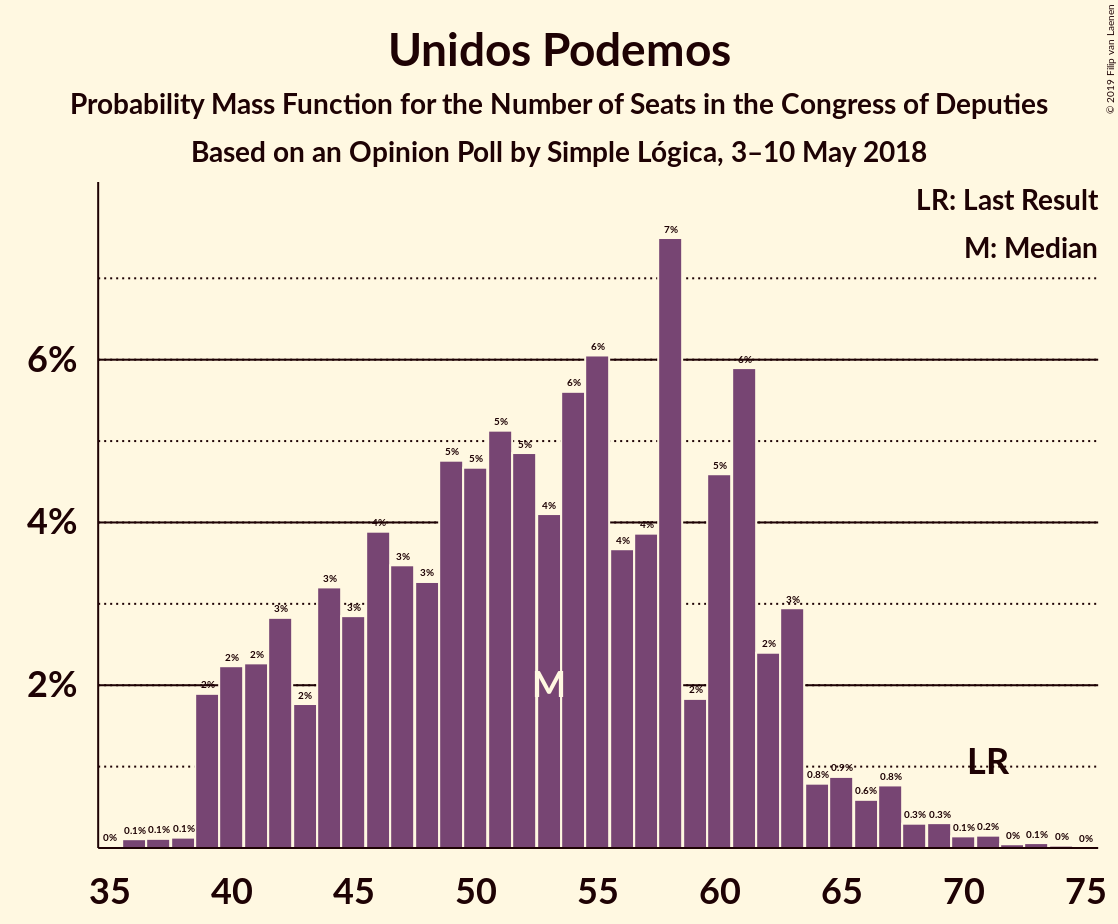 Unidos Podemos
Probability Mass Function for the Number of Seats in the Congress of Deputies
Based on an Opinion Poll by Simple Lógica, 3–10 May 2018
© 2019 Filip van Laenen
LR: Last Result
M: Median
6%
4%
2%
0% 0.1% 0.1% 0.1% 2% 2% 2% 3% 2% 3% 3% 4% 3% 3% 5% 5% 5% 5% 4% 6% 6% 4% 4% 7% 2% 5% 6% 2% 3% 0.8% 0.9% 0.6% 0.8% 0.3% 0.3% 0.1% 0.2% 0% 0.1% 0% 0%
M
LR
35 40 45 50 55 60 65 70 75